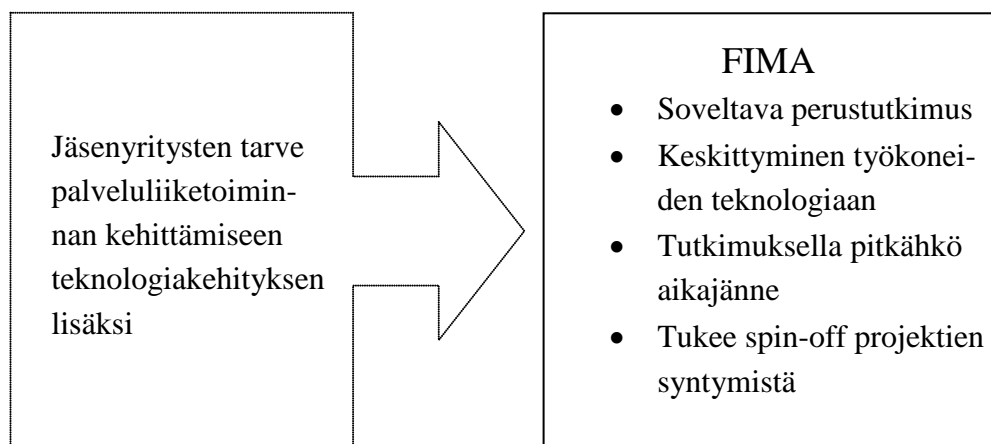 Jäsenyritysten tarve
palveluliiketoimin-
nan kehittämiseen
teknologiakehityksen
lisäksi
FIMA
• Soveltava perustutkimus
• Keskittyminen työkonei-
den teknologiaan
• Tutkimuksella pitkähkö
aikajänne
• Tukee spin-off projektien
syntymistä